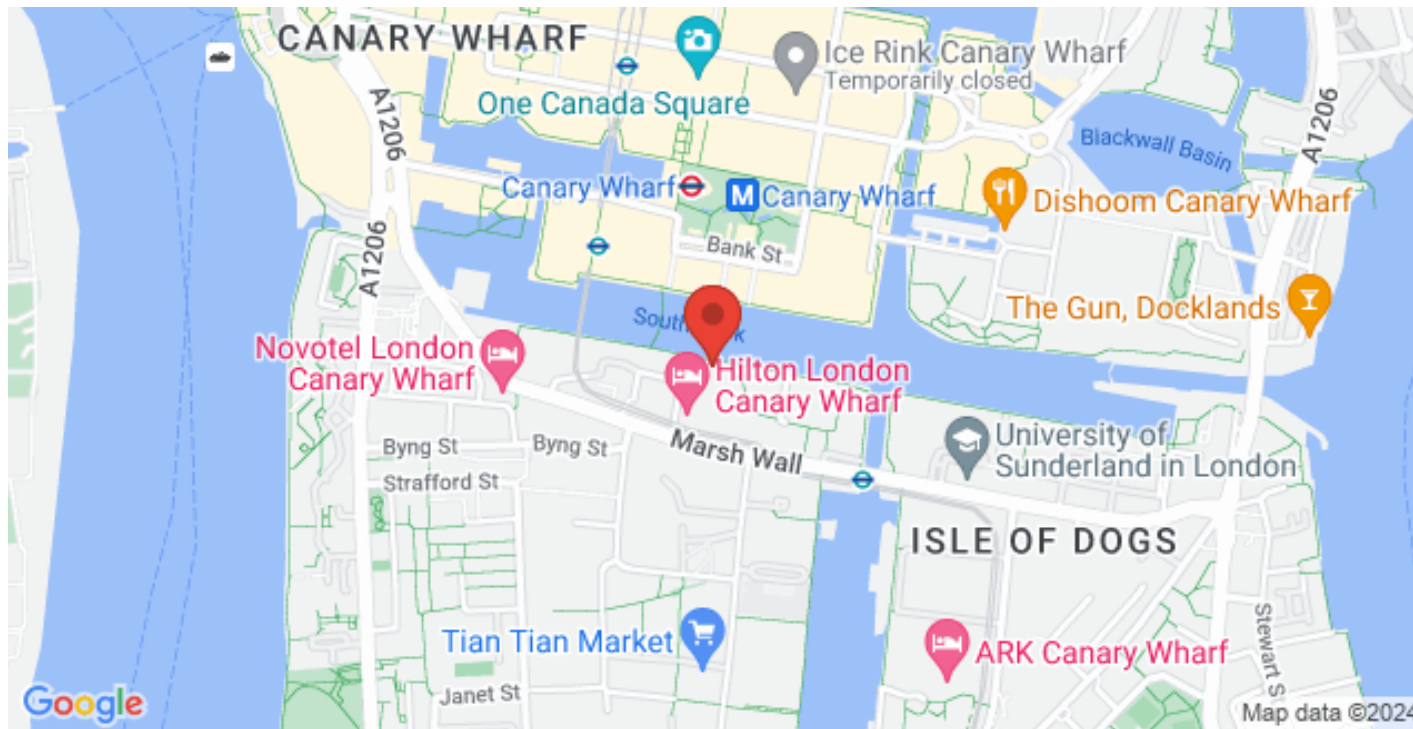 CANARY WHARF
Ice Rink Canary Wharf
Temporarily closed
One Canada Square
A1206
A1206
Blackwall Basin
Canary Wharf
M
Canary Wharf
Dishoom Canary Wharf
A1206
Bank St
The Gun, Docklands
South
Novotel London
Canary Wharf
Hilton London
Canary Wharf
Byng St
Byng St
Marsh Wall
University of
Sunderland in London
Strafford St
ISLE OF DOGS
Tian Tian Market
ARK Canary Wharf
Stewart S
Janet St
Google
Map data ©2024